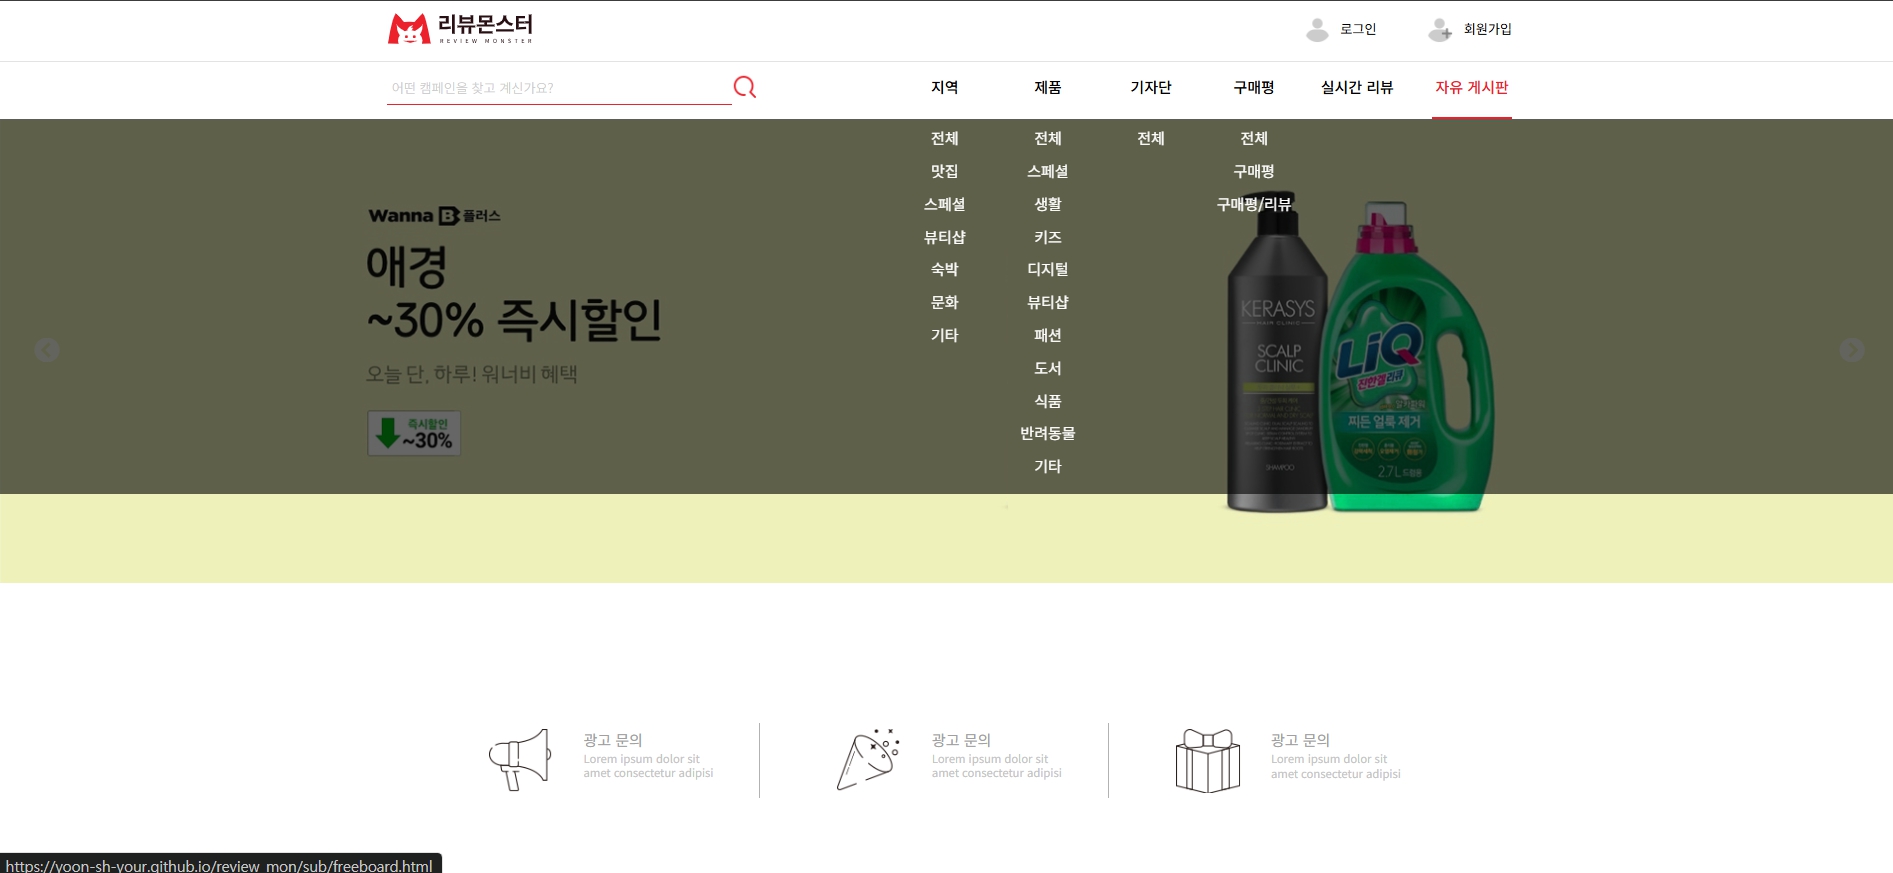 리뷰몬스터
REVIEW MONSTER
로그인
회원가입
어떤 캠페인을 찾고 계신가요?
지역 제품 기자단 구매평 실시간 리뷰 자유 게시판
전체 전체 전체 전체
맛집 스페셜 구매평
스페셜 생활 구매평/리뷰
뷰티샵 키즈
숙박 디지털
문화 뷰티샵
기타 패션
도서
식품
반려동물
기타
Wanna B 플러스
애경
~30% 즉시할인
오늘 단, 하루! 워너비 혜택
즉시할인
~30%
KERASYS
HAIR CLINIC
SCALP
CLINIC
SHAMPOO
LiQ
진한겔 리큐
찌든 얼룩 제거
2.7L 드럼용
광고 문의
Lorem ipsum dolor sit
amet consectetur adipisi
광고 문의
Lorem ipsum dolor sit
amet consectetur adipisi
광고 문의
Lorem ipsum dolor sit
amet consectetur adipisi
https://yoon-sh-your.github.io/review_mon/sub/freeboard.html